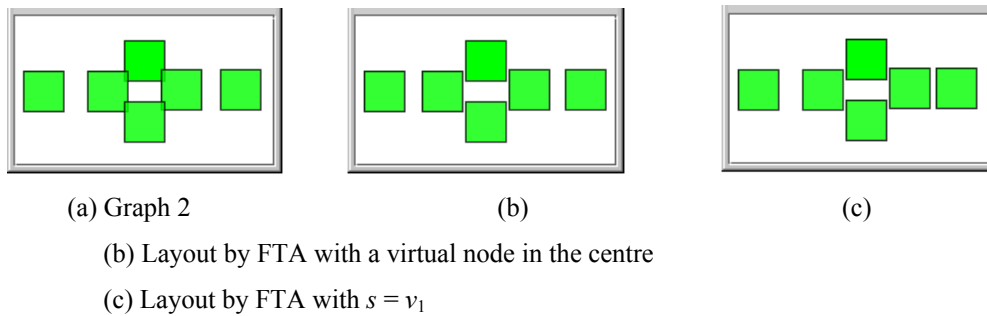 (a) Graph 2 (b) (c)
(b) Layout by FTA with a virtual node in the centre
(c) Layout by FTA with s = v₁